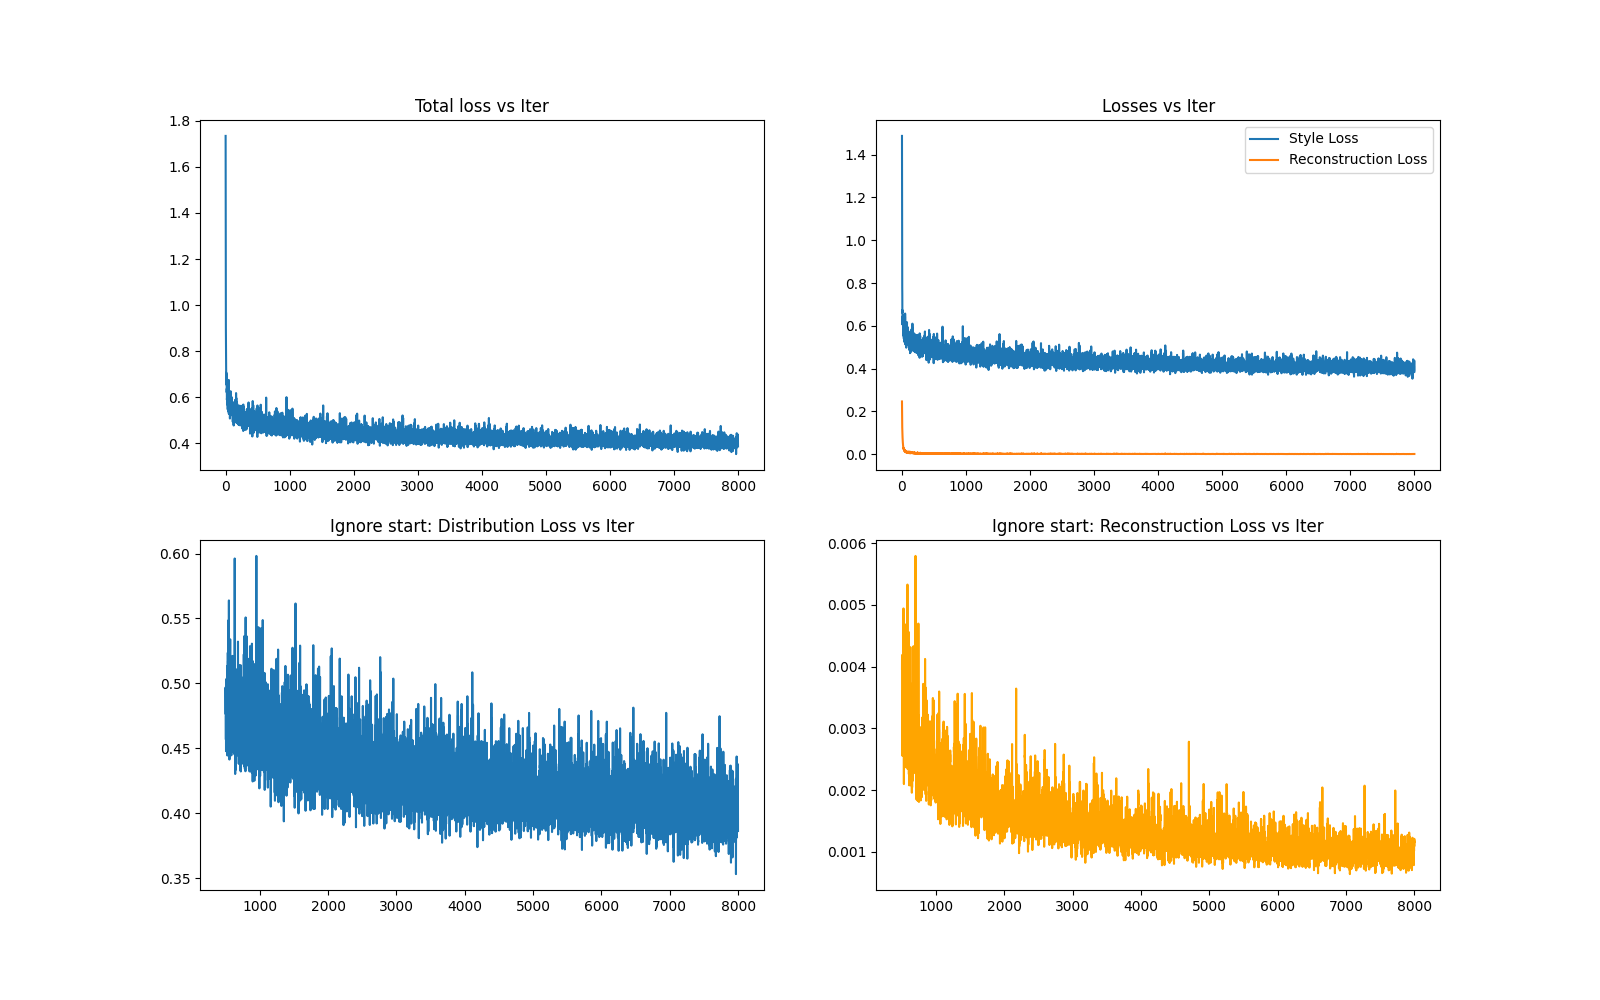 Total loss vs Iter
1.8
1.6
1.4
1.2
1.0
0.8
0.6
0.4
0 1000 2000 3000 4000 5000 6000 7000 8000
Losses vs Iter
Style Loss
Reconstruction Loss
1.4
1.2
1.0
0.8
0.6
0.4
0.2
0.0
0 1000 2000 3000 4000 5000 6000 7000 8000
Ignore start: Distribution Loss vs Iter
0.60
0.55
0.50
0.45
0.40
0.35
1000 2000 3000 4000 5000 6000 7000 8000
Ignore start: Reconstruction Loss vs Iter
0.006
0.005
0.004
0.003
0.002
0.001
1000 2000 3000 4000 5000 6000 7000 8000